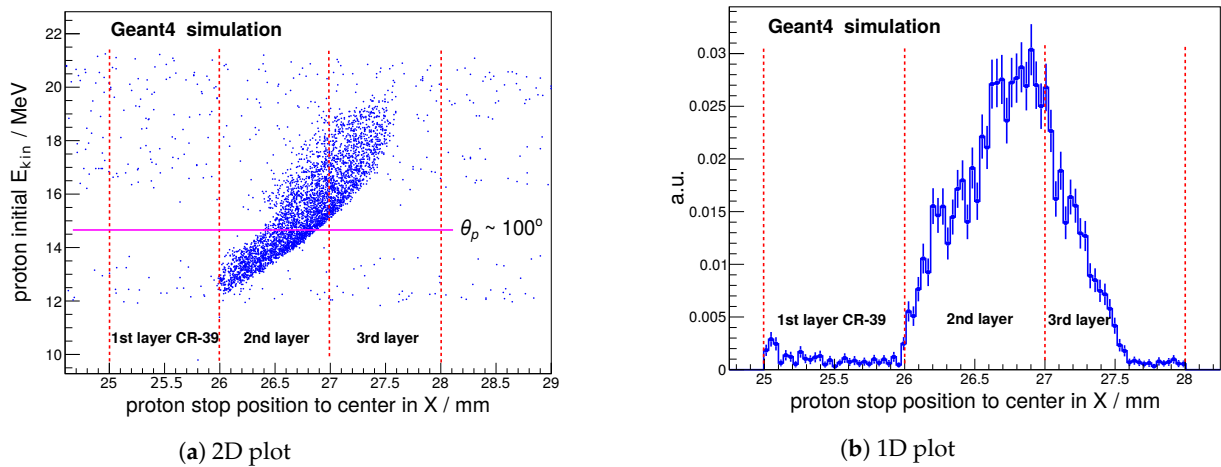 Geant4 simulation
22
20
18
16
14
12
10
proton initial E_kin / MeV
θ_p ~ 100°
1st layer CR-39
2nd layer
3rd layer
25 25.5 26 26.5 27 27.5 28 28.5 29
proton stop position to center in X / mm
(a) 2D plot
Geant4 simulation
0.03
0.025
0.02
0.015
0.01
0.005
0
a.u.
1st layer CR-39
2nd layer
3rd layer
25 25.5 26 26.5 27 27.5 28
proton stop position to center in X / mm
(b) 1D plot